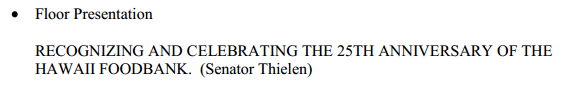 • Floor Presentation
RECOGNIZING AND CELEBRATING THE 25TH ANNIVERSARY OF THE
HAWAII FOODBANK. (Senator Thielen)